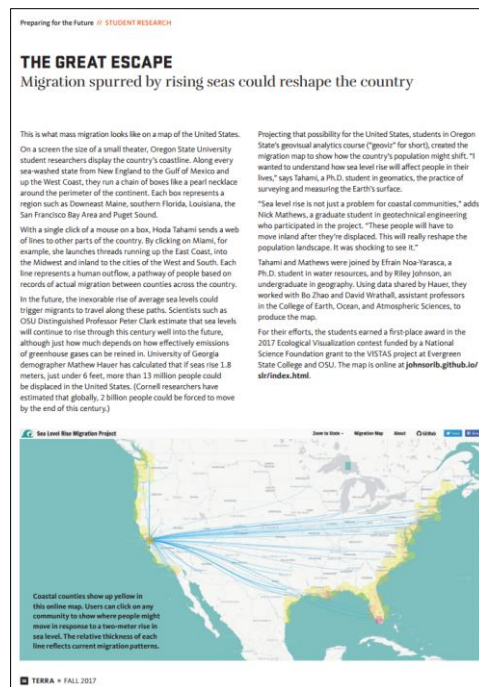 Preparing for the Future // STUDENT RESEARCH
THE GREAT ESCAPE
Migration spurred by rising seas could reshape the country
This is what mass migration looks like on a map of the United States.
On a screen the size of a small theater, Oregon State University
student researchers display the country's coastline. Along every
sea-washed state from New England to the Gulf of Mexico and
up the West Coast, they run a chain of boxes like a pearl necklace
around the perimeter of the continent. Each box represents a
region such as Downeast Maine, southern Florida, Louisiana, the
San Francisco Bay Area and Puget Sound.
With a single click of a mouse on a box, Hoda Tahami sends a web
of lines to other parts of the country. By clicking on Miami, for
example, she launches threads running up the East Coast, into
the Midwest and inland to the cities of the West and South. Each
line represents a human outflow, a pathway of people based on
records of actual migration between counties across the country.
In the future, the inexorable rise of average sea levels could
trigger migrants to travel along these paths. Scientists such as
OSU Distinguished Professor Peter Clark estimate that sea levels
will continue to rise through this century well into the future,
although just how much depends on how effectively emissions
of greenhouse gases can be reined in. University of Georgia
demographer Mathew Hauer has calculated that if seas rise 1.8
meters, just under 6 feet, more than 13 million people could
be displaced in the United States. (Cornell researchers have
estimated that globally, 2 billion people could be forced to move
by the end of this century.)
Projecting that possibility for the United States, students in Oregon
State's geovisual analytics course ("geoviz" for short), created the
migration map to show how the country's population might shift. "I
wanted to understand how sea level rise will affect people in their
lives," says Tahami, a Ph.D. student in geomatics, the practice of
surveying and measuring the Earth's surface.
"Sea level rise is not just a problem for coastal communities," adds
Nick Mathews, a graduate student in geotechnical engineering
who participated in the project. "These people will have to
move inland after they're displaced. This will really reshape the
population landscape. It was shocking to see it."
Tahami and Mathews were joined by Efrain Noa-Yarasca, a
Ph.D. student in water resources, and by Riley Johnson, an
undergraduate in geography. Using data shared by Hauer, they
worked with Bo Zhao and David Wrathall, assistant professors
in the College of Earth, Ocean, and Atmospheric Sciences, to
produce the map.
For their efforts, the students earned a first-place award in the
2017 Ecological Visualization contest funded by a National
Science Foundation grant to the VISTAS project at Evergreen
State College and OSU. The map is online at johnsorib.github.io/
slr/index.html.
Sea Level Rise Migration Project
Zoom to State Migration Map About GitHub
Coastal counties show up yellow in
this online map. Users can click on any
community to show where people might
move in response to a two-meter rise in
sea level. The relative thickness of each
line reflects current migration patterns.
TERRA » FALL 2017